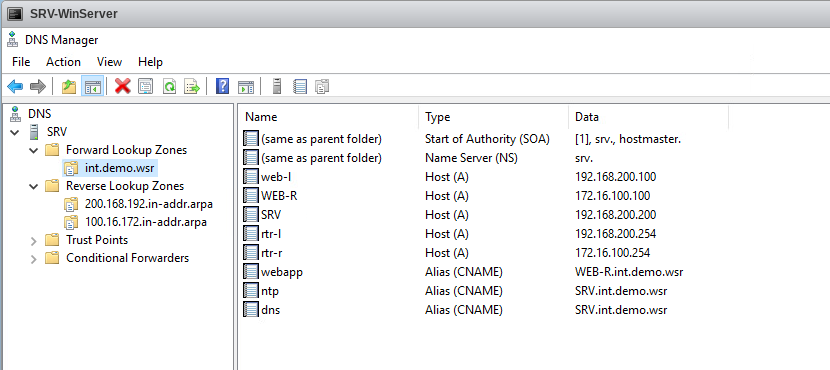 SRV-WinServer
DNS Manager
File Action View Help
DNS
SRV
Forward Lookup Zones
int.demo.wsr
Reverse Lookup Zones
200.168.192.in-addr.arpa
100.16.172.in-addr.arpa
Trust Points
Conditional Forwarders
Name Type Data
(same as parent folder) Start of Authority (SOA) [1], srv., hostmaster.
(same as parent folder) Name Server (NS) srv.
web-l Host (A) 192.168.200.100
WEB-R Host (A) 172.16.100.100
SRV Host (A) 192.168.200.200
rtr-l Host (A) 192.168.200.254
rtr-r Host (A) 172.16.100.254
webapp Alias (CNAME) WEB-R.int.demo.wsr
ntp Alias (CNAME) SRV.int.demo.wsr
dns Alias (CNAME) SRV.int.demo.wsr